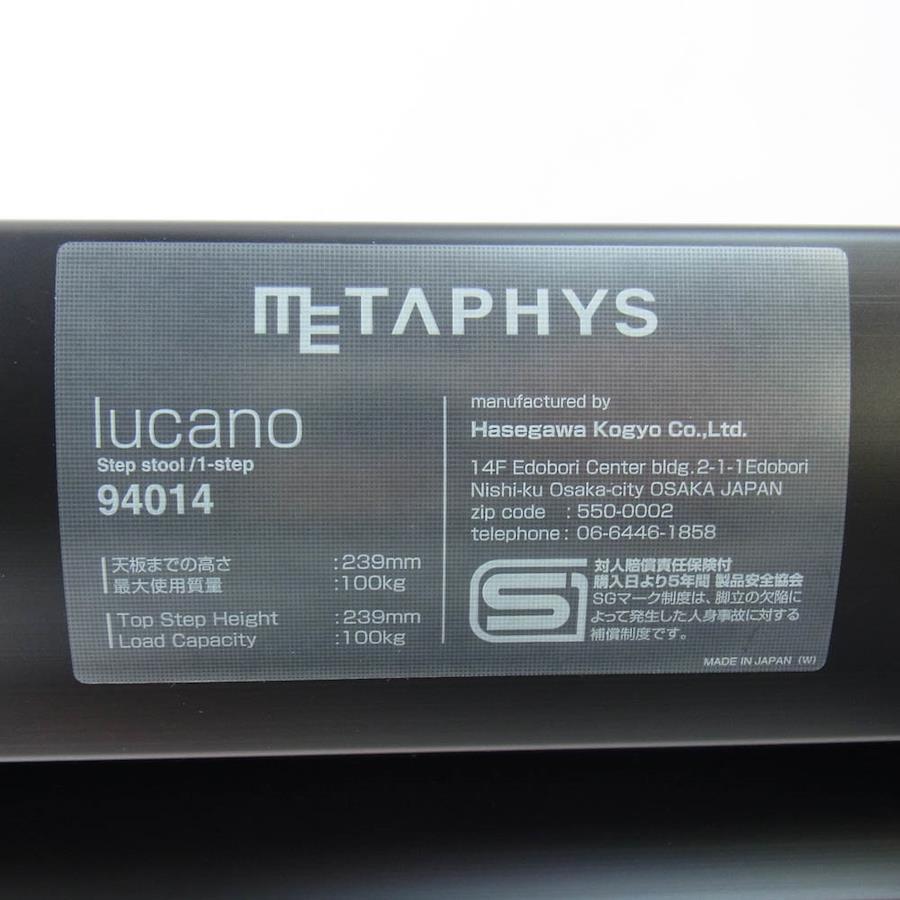 METAPHYS
lucano
Step stool /1-step
94014
天板までの高さ :239mm
最大使用質量 :100kg
Top Step Height :239mm
Load Capacity :100kg
manufactured by
Hasegawa Kogyo Co.,Ltd.
14F Edobori Center bldg.2-1-1Edobori
Nishi-ku Osaka-city OSAKA JAPAN
zip code : 550-0002
telephone : 06-6446-1858
対人賠償責任保険付
購入日より5年間 製品安全協会
SGマーク制度は、脚立の欠陥に
よって発生した人身事故に対する
補償制度です。
MADE IN JAPAN (W)